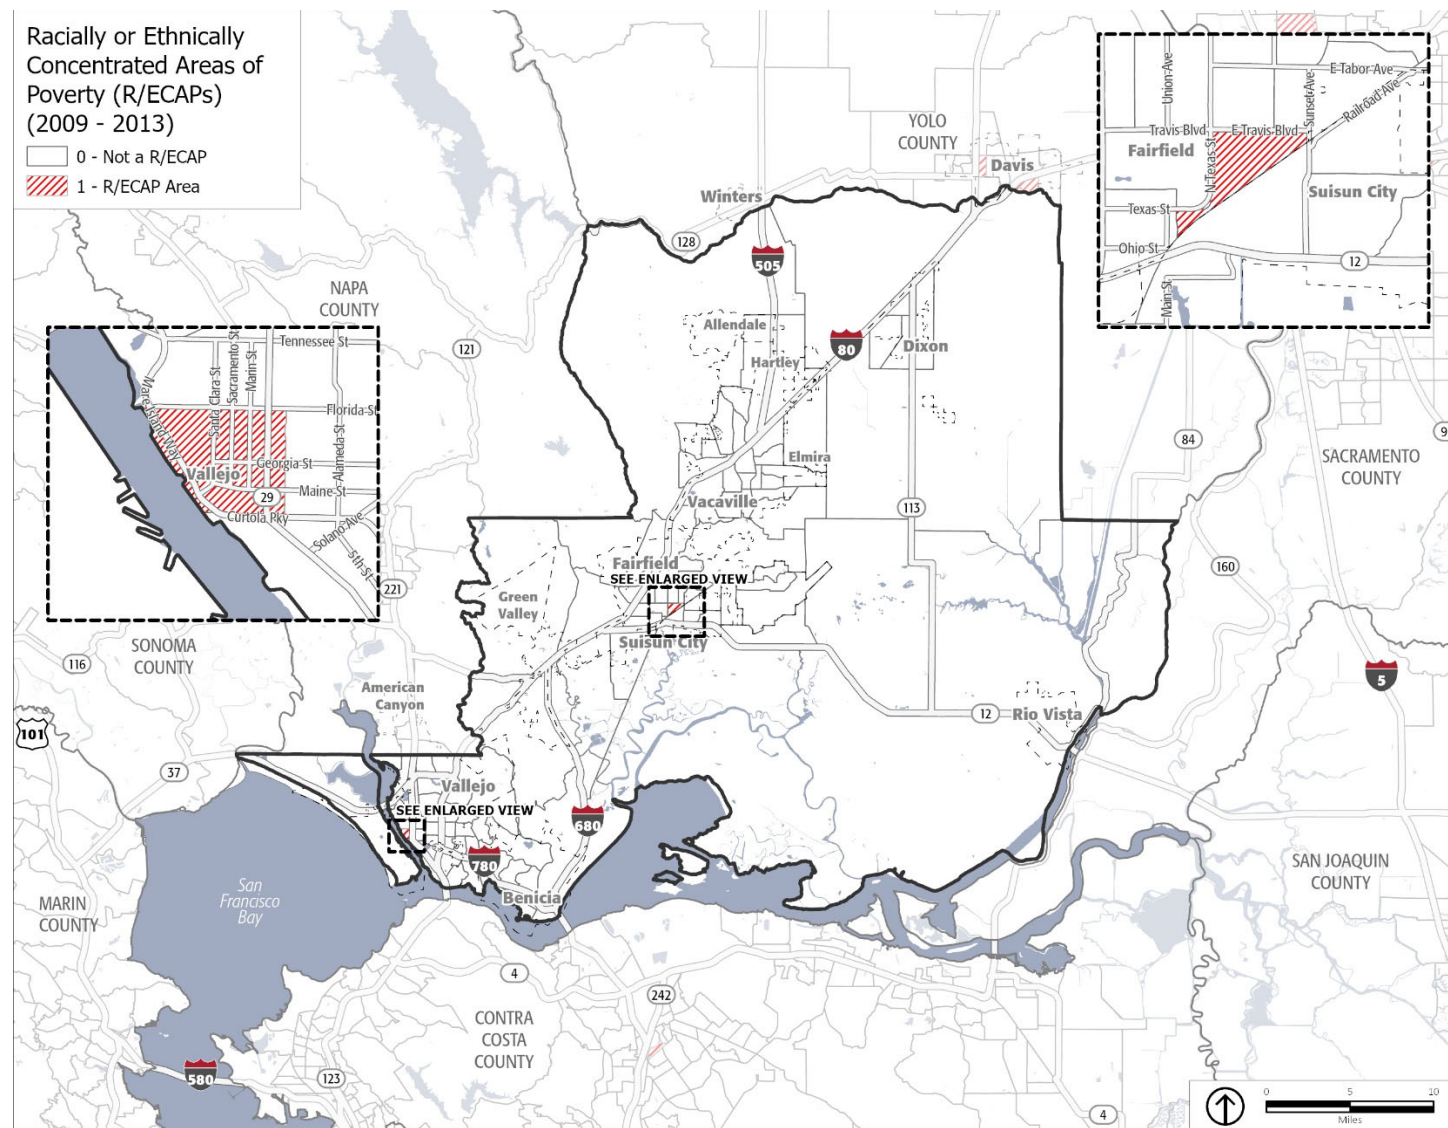 Racially or Ethnically
Concentrated Areas of
Poverty (R/ECAPs)
(2009 - 2013)
0 - Not a R/ECAP
1 - R/ECAP Area
YOLO
COUNTY
Davis
Winters
128
505
NAPA
COUNTY
121
Allendale
Hartley
80
Dixon
Elmira
Vacaville
113
84
SACRAMENTO
COUNTY
9
160
Fairfield
SEE ENLARGED VIEW
Green
Valley
Suisun City
221
SONOMA
COUNTY
116
101
American
Canyon
37
12
Rio Vista
5
Vallejo
SEE ENLARGED VIEW
680
780
Benicia
San
Francisco
Bay
MARIN
COUNTY
SAN JOAQUIN
COUNTY
4
242
CONTRA
COSTA
COUNTY
580
123
4
0 5 10
Miles
Tennessee St
Sacramento St
Marin St
Santa Clara St
Mare Island Way
Florida St
Alameda St
Georgia St
Vallejo
Maine St
29
Curtola Pky
Solano Ave
5th St
Union Ave
E Tabor Ave
Sunset Ave
Railroad Ave
Travis Blvd
E Travis Blvd
Fairfield
N Texas St
Suisun City
Texas St
Ohio St
12
Main St